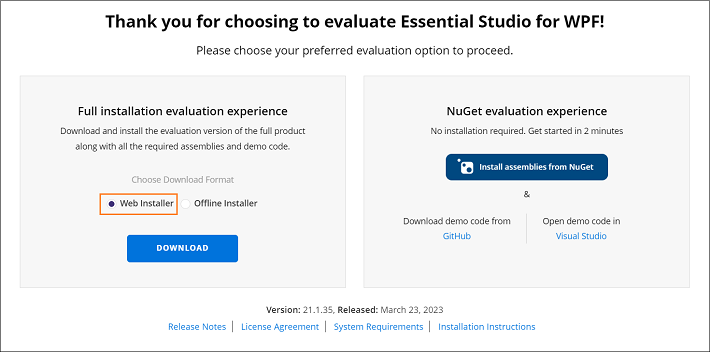 Thank you for choosing to evaluate Essential Studio for WPF!
Please choose your preferred evaluation option to proceed.
Full installation evaluation experience
Download and install the evaluation version of the full product
along with all the required assemblies and demo code.
Choose Download Format
Web Installer Offline Installer
DOWNLOAD
NuGet evaluation experience
No installation required. Get started in 2 minutes
Install assemblies from NuGet
&
Download demo code from
GitHub
Open demo code in
Visual Studio
Version: 21.1.35, Released: March 23, 2023
Release Notes | License Agreement | System Requirements | Installation Instructions